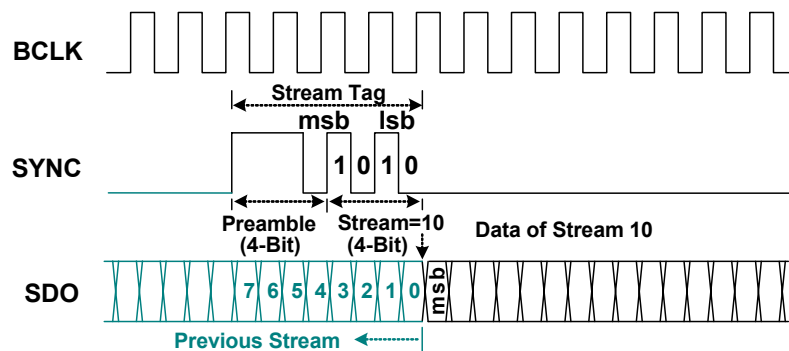 BCLK
Stream Tag
msb lsb
SYNC
1 0 1 0
Preamble
(4-Bit)
Stream=10
(4-Bit)
Data of Stream 10
SDO
7 6 5 4 3 2 1 0
msb
Previous Stream